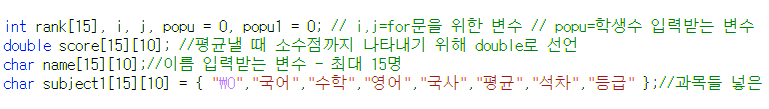 int rank[15], i, j, popu = 0, popu1 = 0; // i,j=for문을 위한 변수 // popu=학생수 입력받는 변수
double score[15][10]; //평균낼 때 소수점까지 나타내기 위해 double로 선언
char name[15][10];//이름 입력받는 변수 - 최대 15명
char subject1[15][10] = { "₩0","국어","수학","영어","국사","평균","석차","등급" };//과목들 넣은